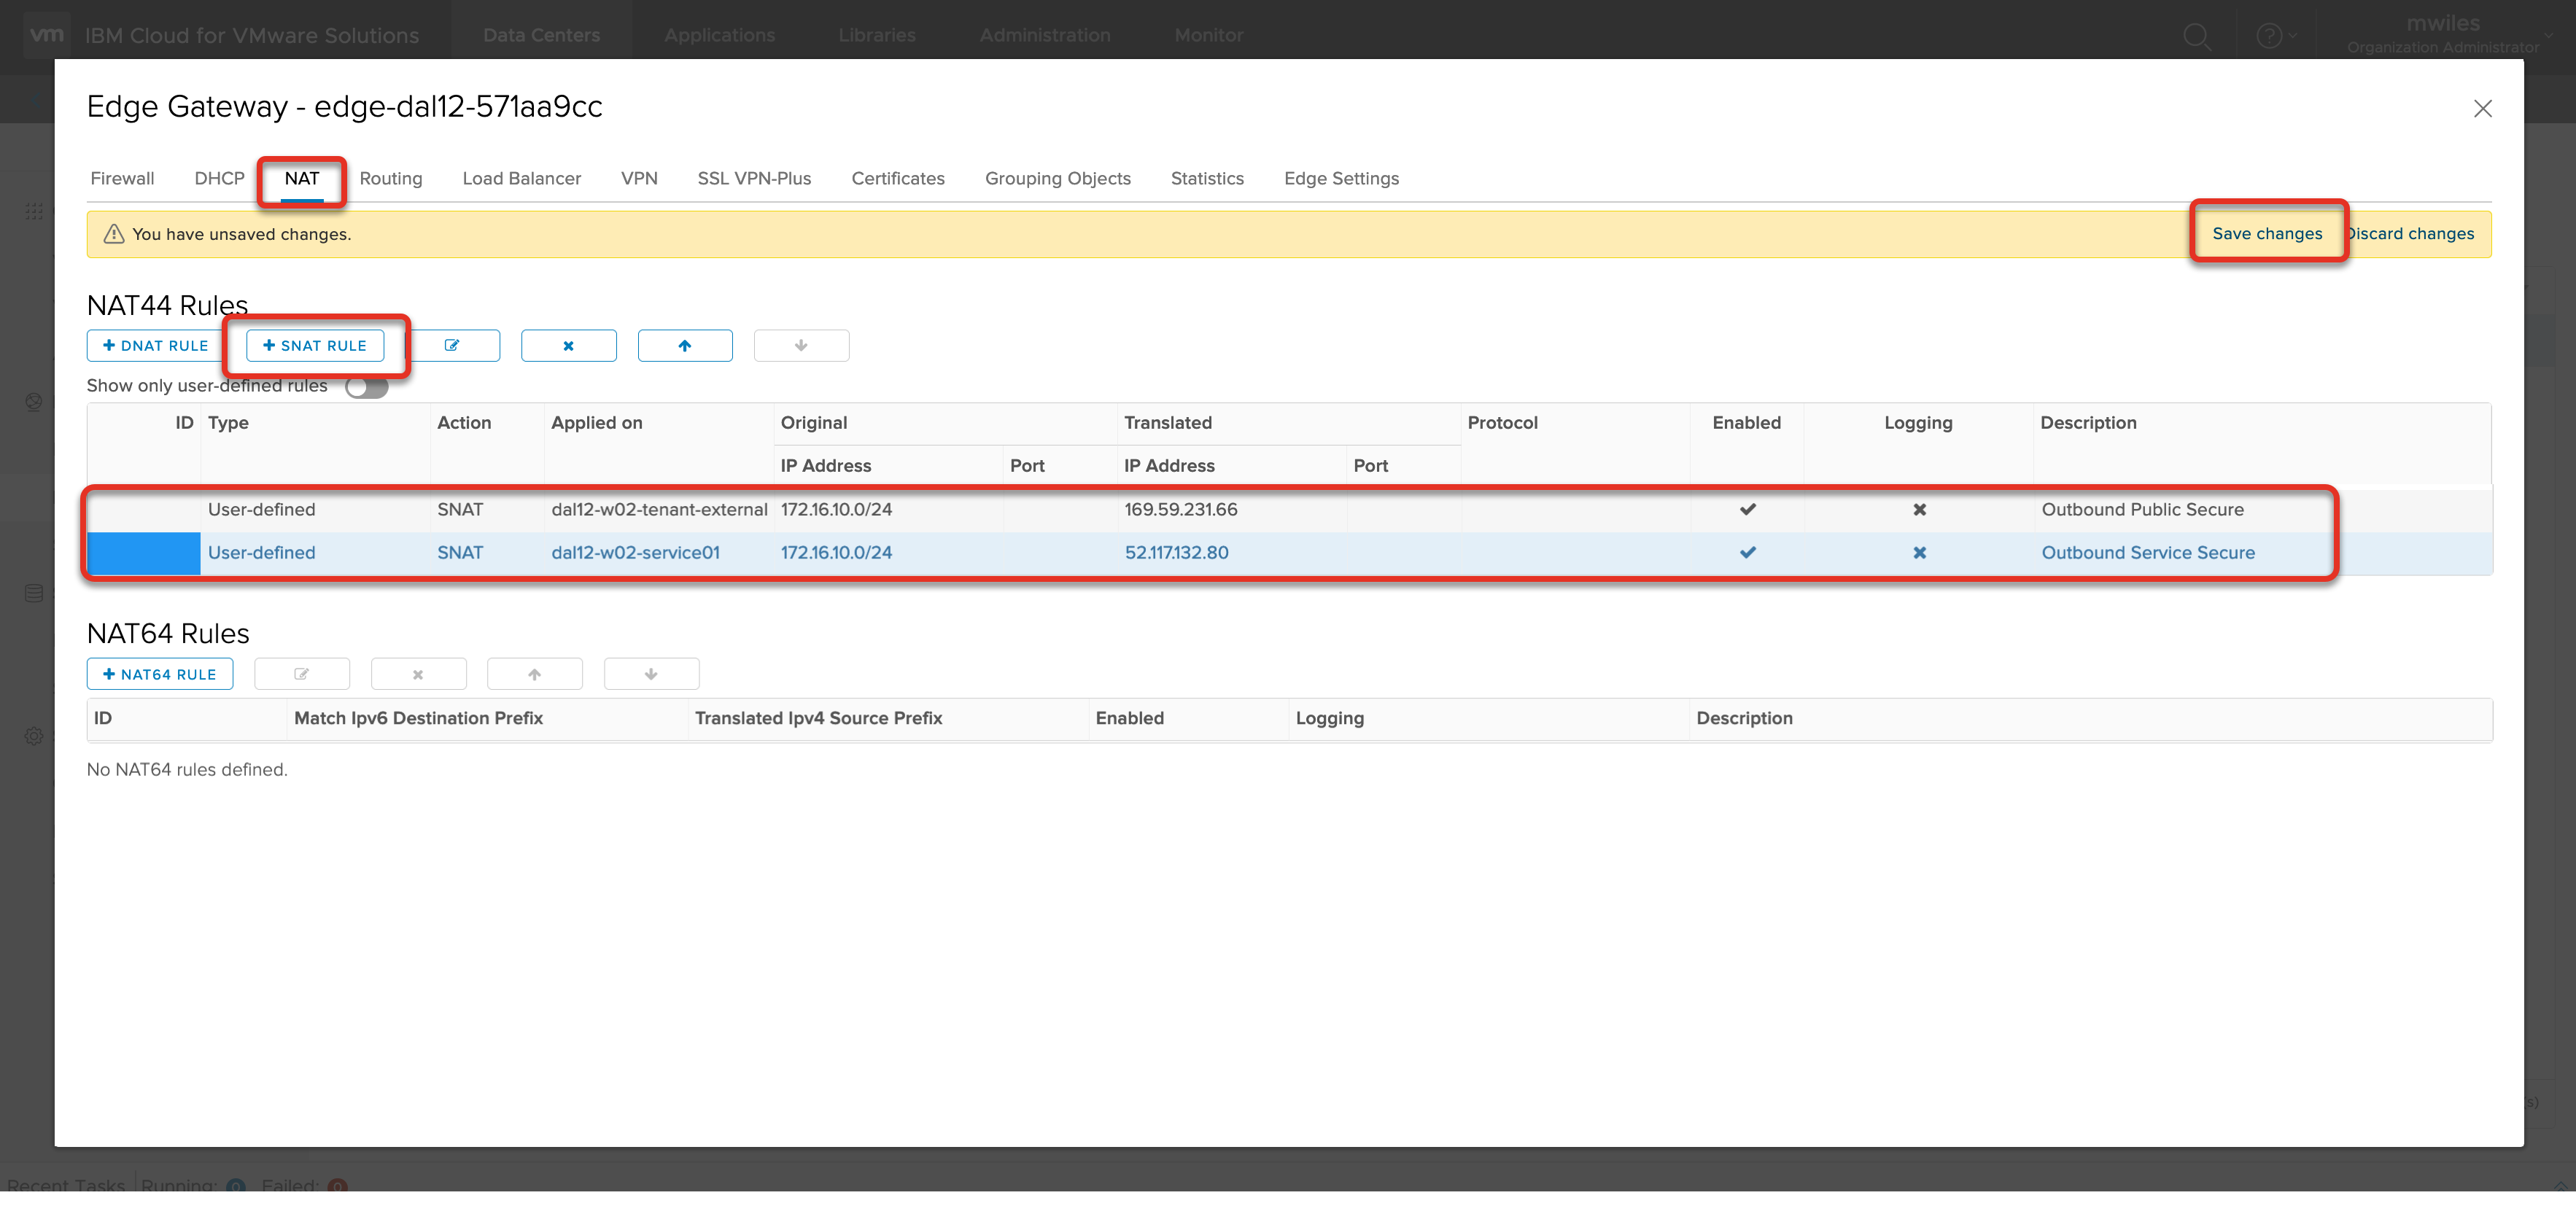 vm IBM Cloud for VMware Solutions Data Centers Applications Libraries Administration Monitor mwiles
Organization Administrator
Edge Gateway - edge-dal12-571aa9cc
Firewall DHCP NAT Routing Load Balancer VPN SSL VPN-Plus Certificates Grouping Objects Statistics Edge Settings
You have unsaved changes. Save changes Discard changes
NAT44 Rules
+ DNAT RULE + SNAT RULE
Show only user-defined rules
ID Type Action Applied on Original Translated Protocol Enabled Logging Description
IP Address Port IP Address Port
User-defined SNAT dal12-w02-tenant-external 172.16.10.0/24 169.59.231.66 Outbound Public Secure
User-defined SNAT dal12-w02-service01 172.16.10.0/24 52.117.132.80 Outbound Service Secure
NAT64 Rules
+ NAT64 RULE
ID Match Ipv6 Destination Prefix Translated Ipv4 Source Prefix Enabled Logging Description
No NAT64 rules defined.
Recent Tasks Running: 0 Failed: 0